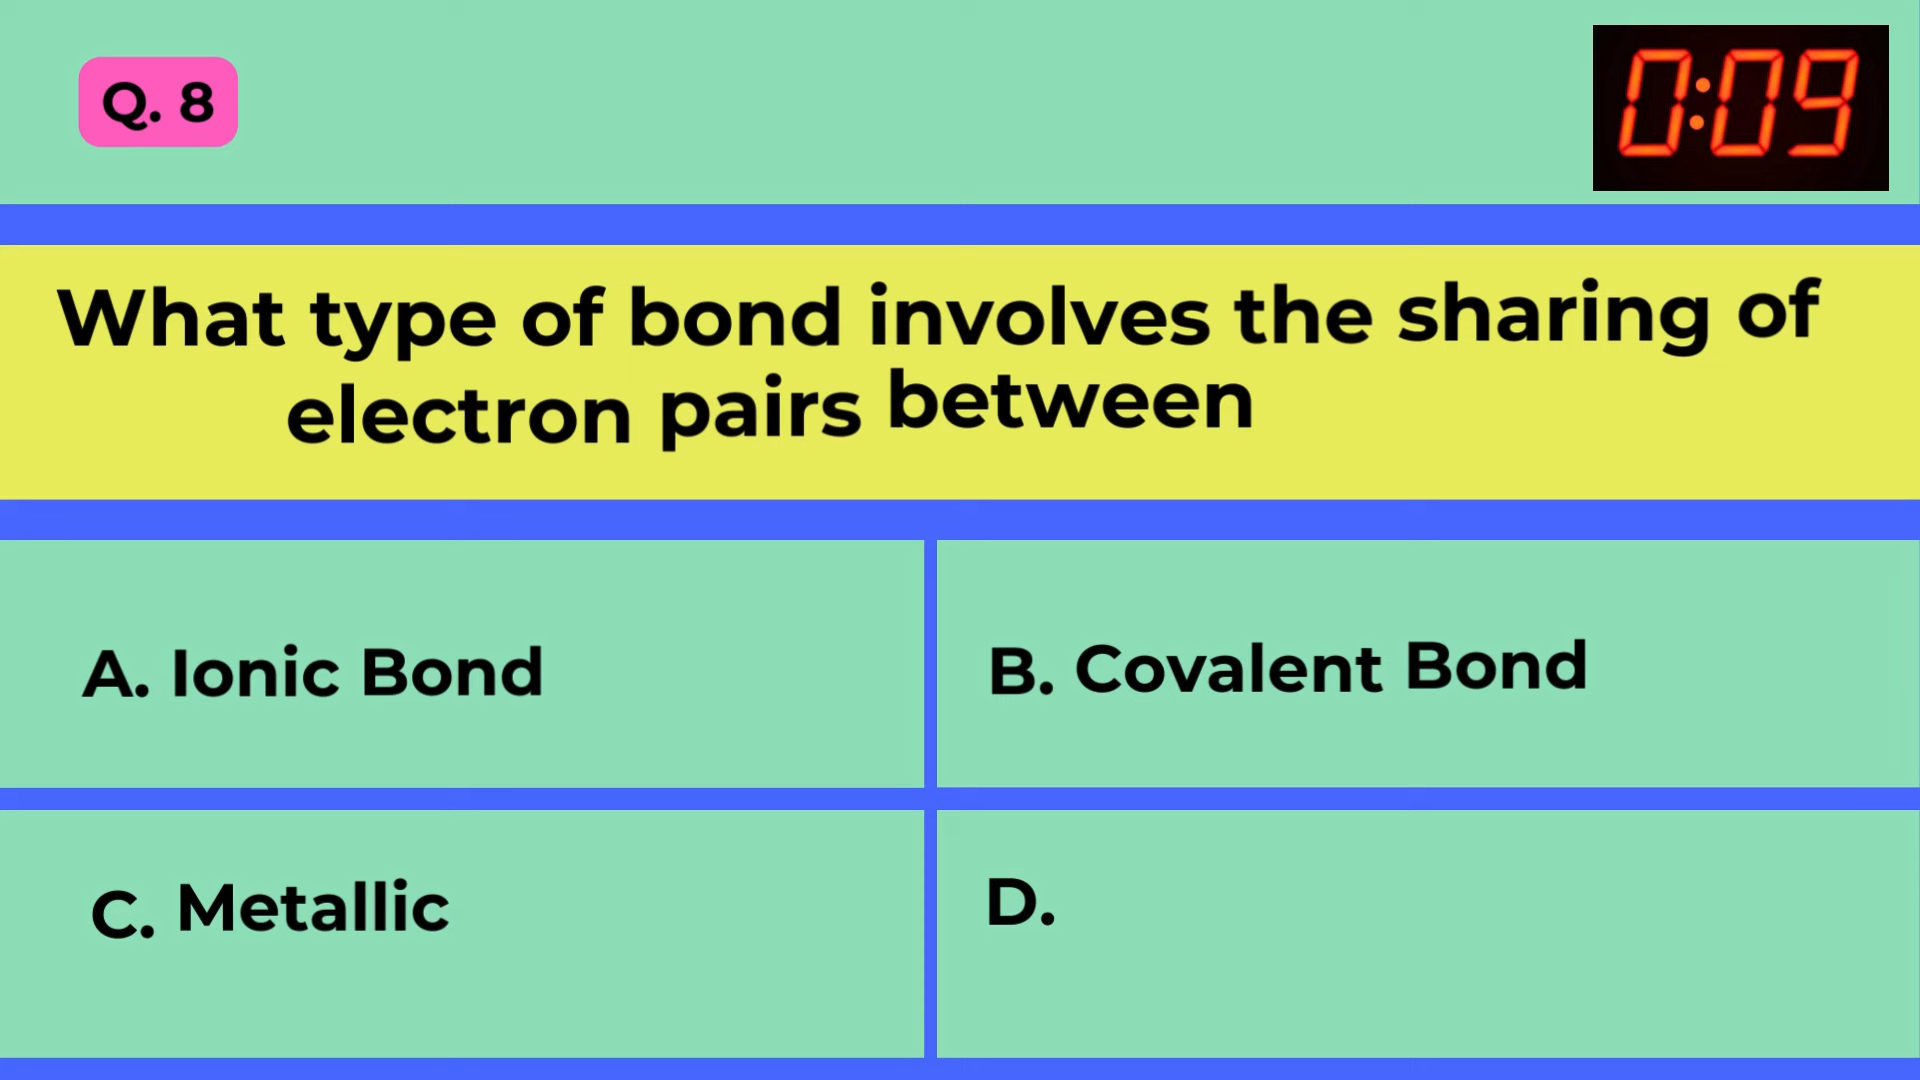 Q. 8
0:09
What type of bond involves the sharing of
electron pairs between
A. Ionic Bond
B. Covalent Bond
C. Metallic
D.